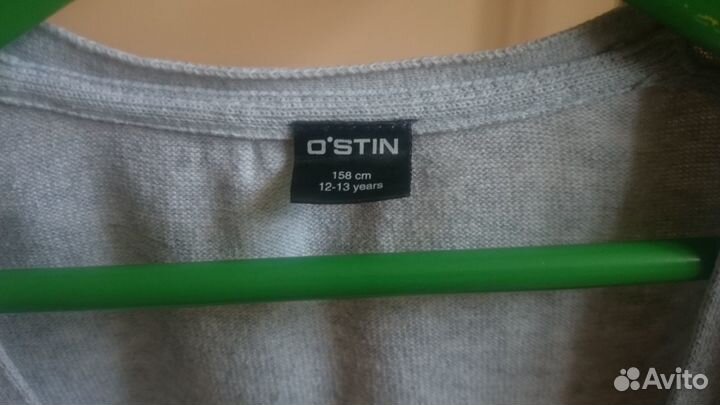 O'STIN
158 cm
12-13 years
Avito